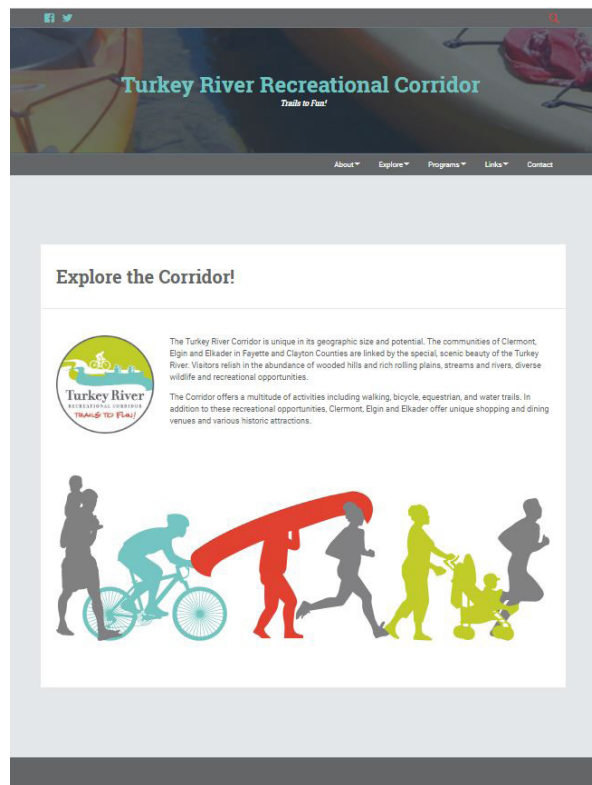 Turkey River Recreational Corridor
Trails to Fun!
About Explore Programs Links Contact
Explore the Corridor!
Turkey River
RECREATIONAL CORRIDOR
TRAILS TO FUN!
The Turkey River Corridor is unique in its geographic size and potential. The communities of Clermont,
Elgin and Elkader in Fayette and Clayton Counties are linked by the special, scenic beauty of the Turkey
River. Visitors relish in the abundance of wooded hills and rich rolling plains, streams and rivers, diverse
wildlife and recreational opportunities.
The Corridor offers a multitude of activities including walking, bicycle, equestrian, and water trails. In
addition to these recreational opportunities, Clermont, Elgin and Elkader offer unique shopping and dining
venues and various historic attractions.